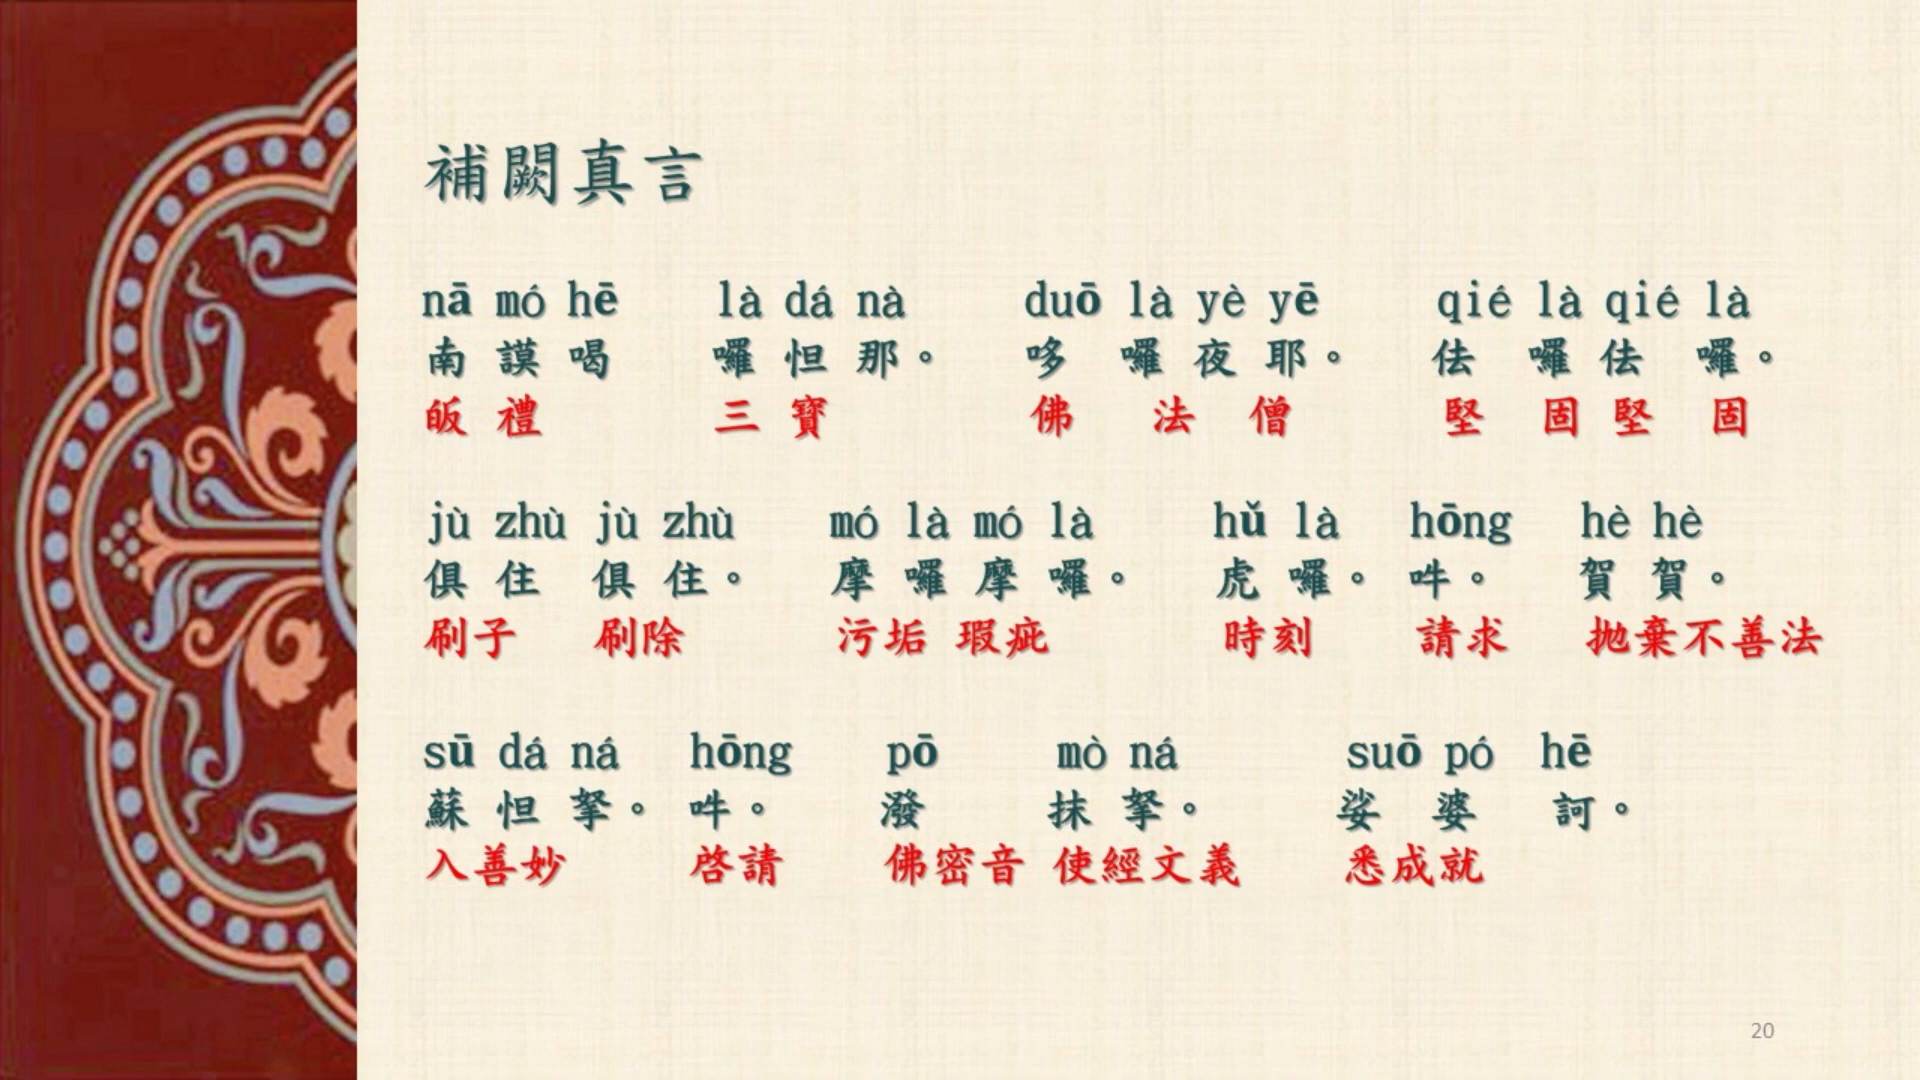 補闕真言
nā mó hē là dá nà duō là yè yē qié là qié là
南 謨 喝 囉 怛 那。 哆 囉 夜 耶。 佉 囉 佉 囉。
皈 禮 三 寶 佛 法 僧 堅 固 堅 固
jù zhù jù zhù mó là mó là hǔ là hōng hè hè
俱 住 俱 住。 摩 囉 摩 囉。 虎 囉。 吽。 賀 賀。
刷子 刷除 污垢 瑕疵 時刻 請求 拋棄不善法
sū dá ná hōng pō mò ná suō pó hē
蘇 怛 拏。 吽。 潑 抹 拏。 娑 婆 訶。
入善妙 啓請 佛密音 使經文義 悉成就
20